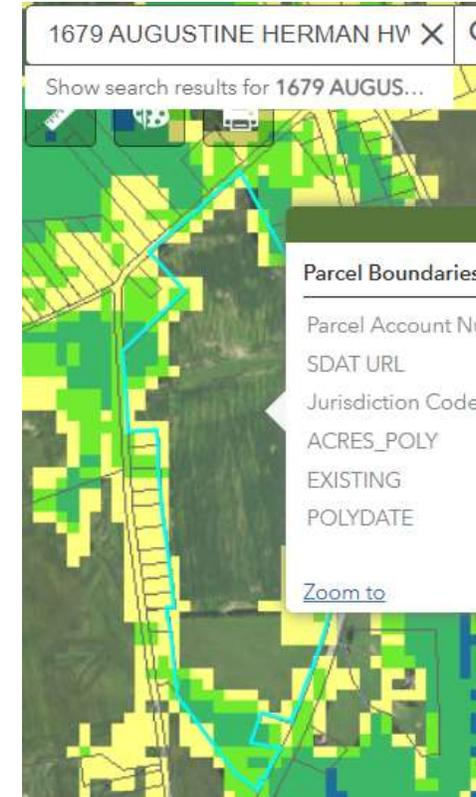 1679 AUGUSTINE HERMAN HW
Show search results for 1679 AUGUS...
Parcel Boundaries
Parcel Account Nu
SDAT URL
Jurisdiction Code
ACRES_POLY
EXISTING
POLYDATE
Zoom to